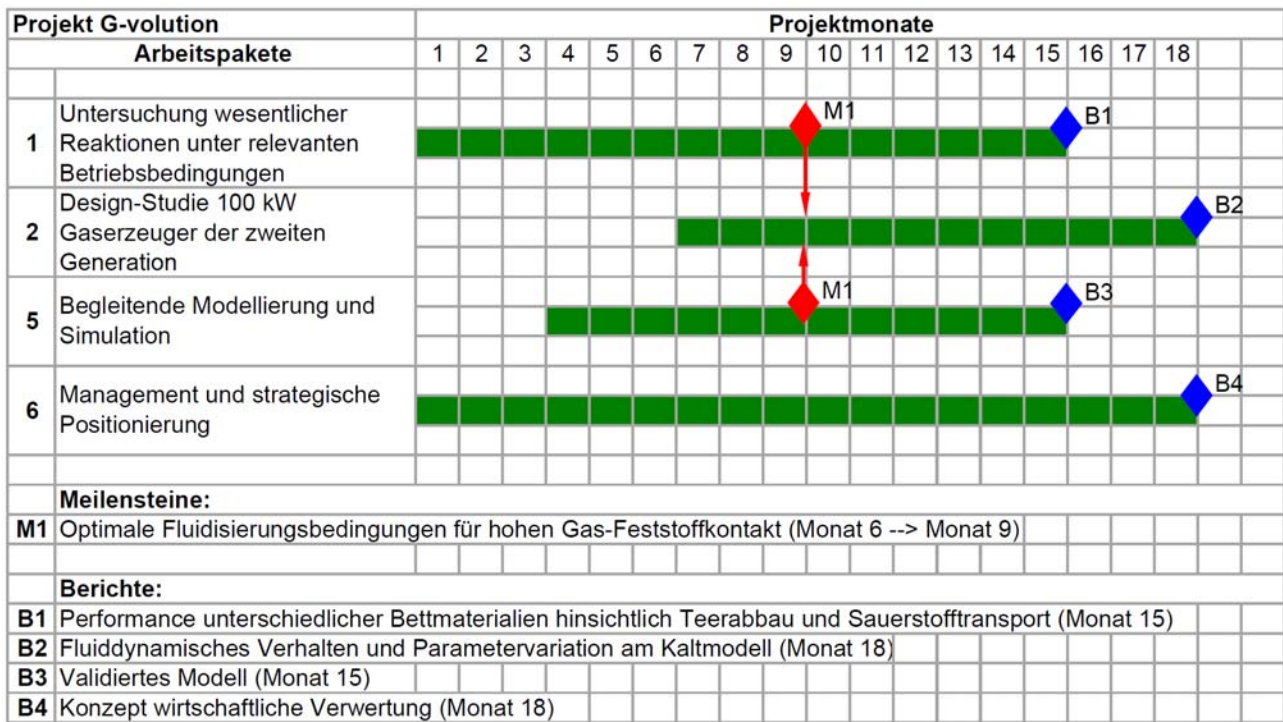 Projekt G-volution Projektmonate
Arbeitspakete 1 2 3 4 5 6 7 8 9 10 11 12 13 14 15 16 17 18
Untersuchung wesentlicher
1 Reaktionen unter relevanten
Betriebsbedingungen
M1 B1
Design-Studie 100 kW
2 Gaserzeuger der zweiten
Generation
B2
5 Begleitende Modellierung und
Simulation
M1 B3
6 Management und strategische
Positionierung
B4
Meilensteine:
M1 Optimale Fluidisierungsbedingungen für hohen Gas-Feststoffkontakt (Monat 6 --> Monat 9)
Berichte:
B1 Performance unterschiedlicher Bettmaterialien hinsichtlich Teerabbau und Sauerstofftransport (Monat 15)
B2 Fluiddynamisches Verhalten und Parametervariation am Kaltmodell (Monat 18)
B3 Validiertes Modell (Monat 15)
B4 Konzept wirtschaftliche Verwertung (Monat 18)